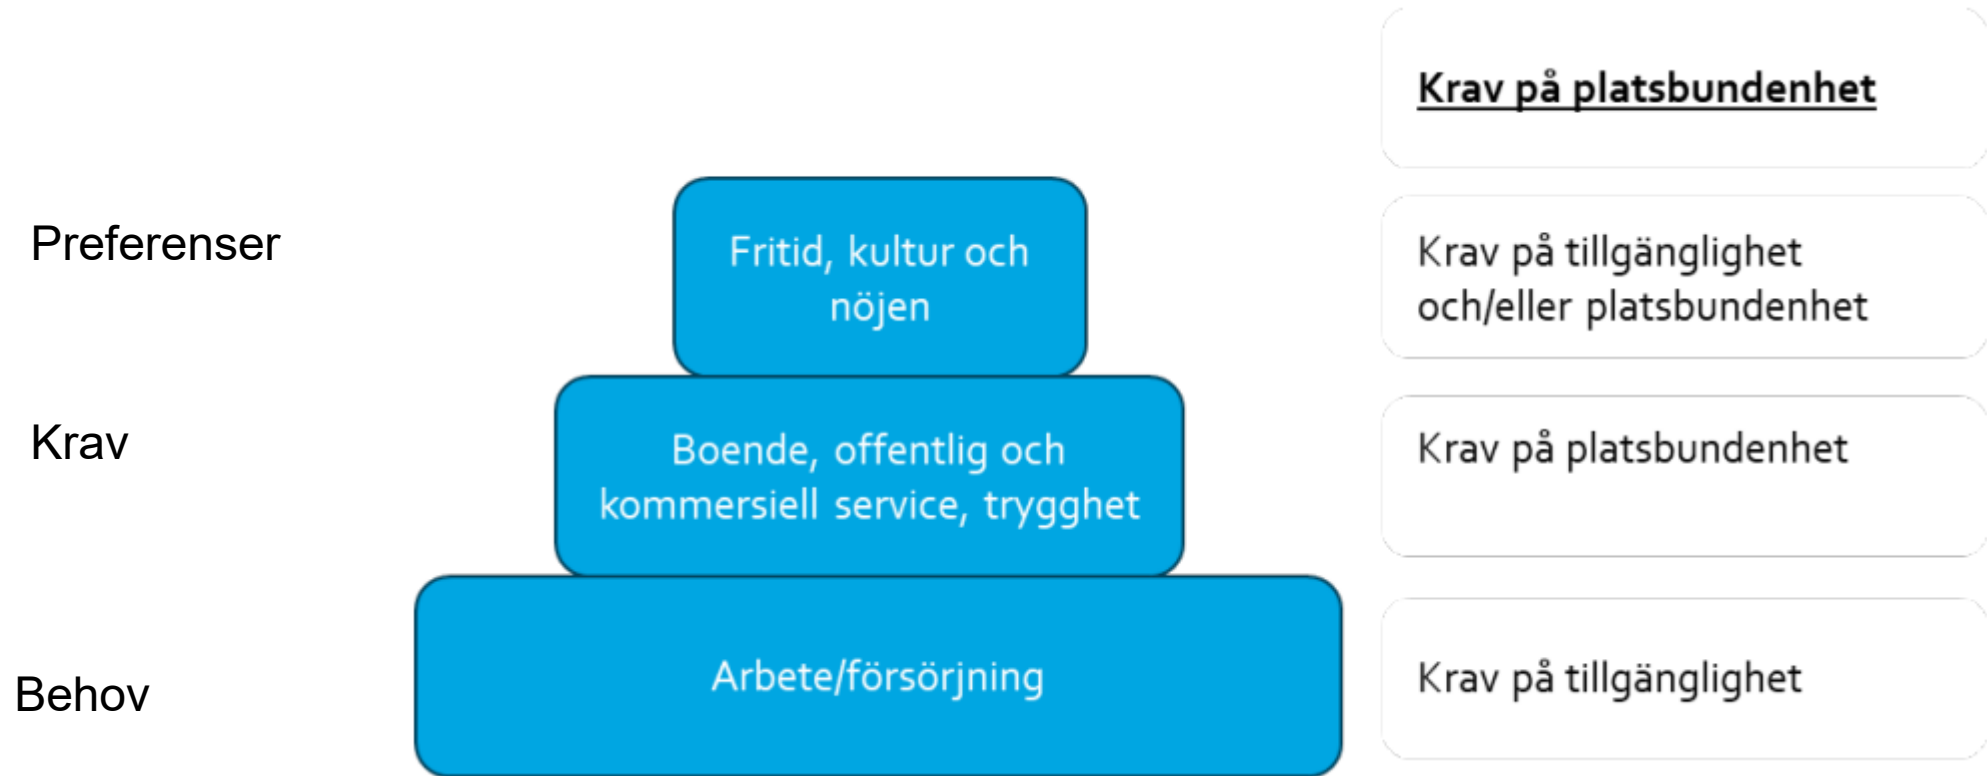 Krav på platsbundenhet
Preferenser
Fritid, kultur och
nöjen
Krav på tillgänglighet
och/eller platsbundenhet
Krav
Boende, offentlig och
kommersiell service, trygghet
Krav på platsbundenhet
Behov
Arbete/försörjning
Krav på tillgänglighet